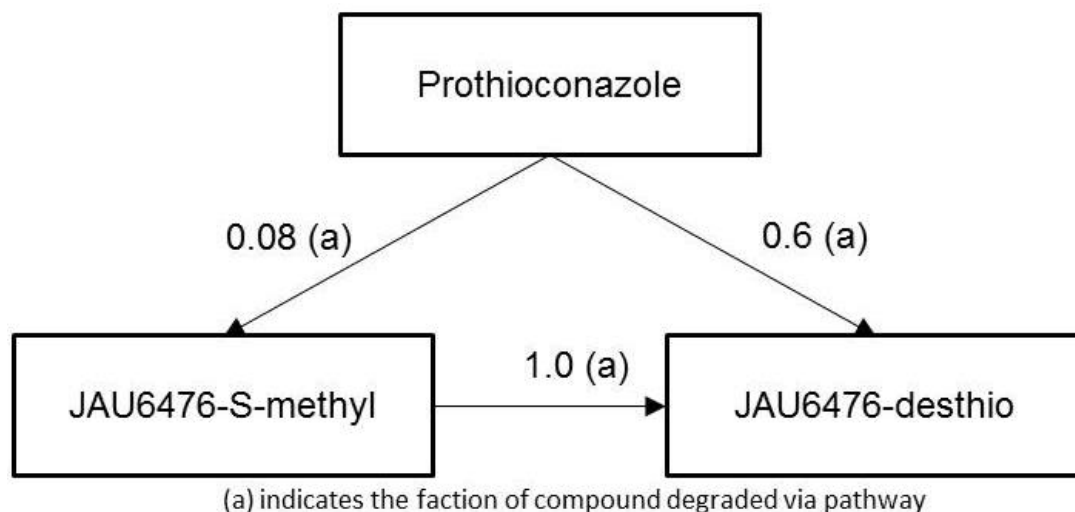 Prothioconazole
0.08 (a)
0.6 (a)
1.0 (a)
JAU6476-S-methyl
JAU6476-desthio
(a) indicates the faction of compound degraded via pathway